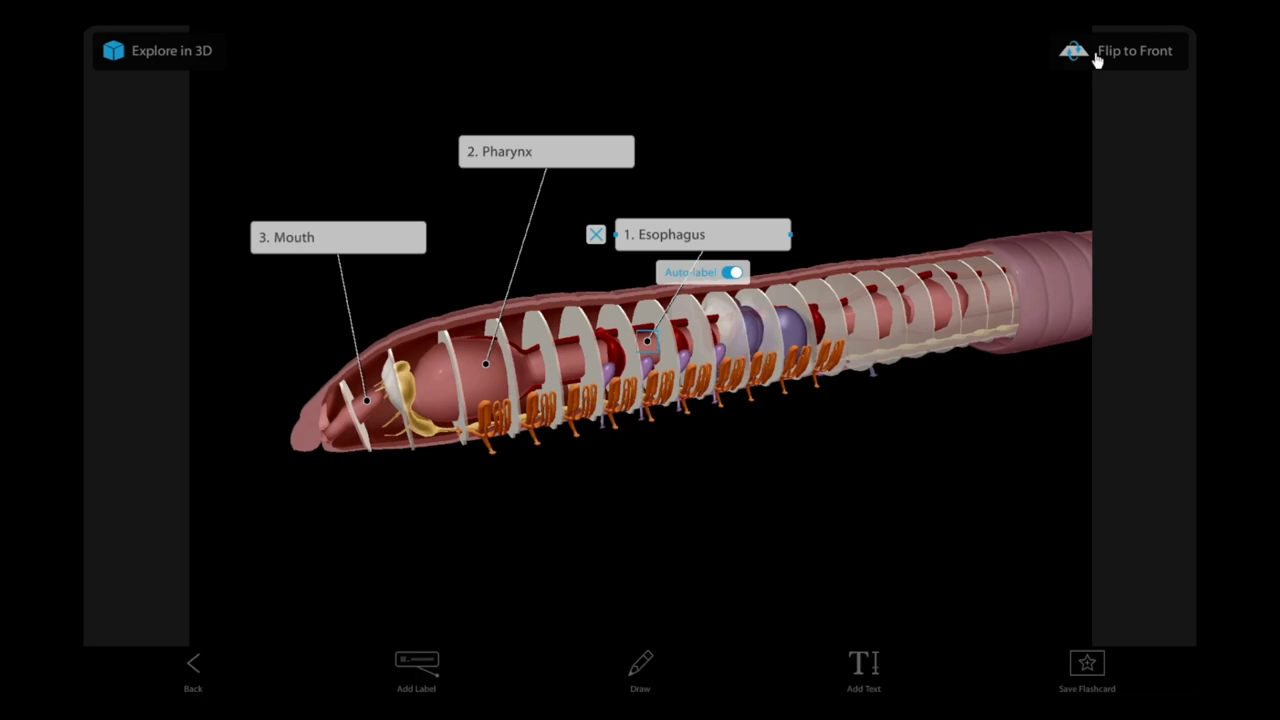 Explore in 3D
Flip to Front
2. Pharynx
3. Mouth
1. Esophagus
Auto-label
Back
Add Label
Draw
Add Text
Save Flashcard